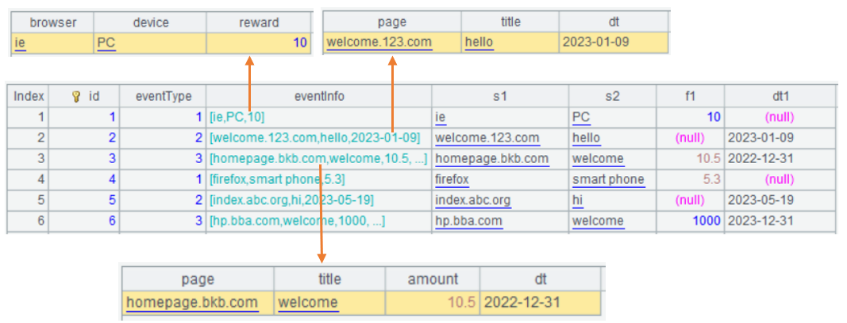 browser device reward page title dt
ie PC 10 welcome.123.com hello 2023-01-09
Index id eventType eventInfo s1 s2 f1 dt1
1 1 1 [ie,PC,10] ie PC 10 (null)
2 2 2 [welcome.123.com,hello,2023-01-09] welcome.123.com hello (null) 2023-01-09
3 3 3 [homepage.bkb.com,welcome,10.5, ...] homepage.bkb.com welcome 10.5 2022-12-31
4 4 1 [firefox,smart phone,5.3] firefox smart phone 5.3 (null)
5 5 2 [index.abc.org,hi,2023-05-19] index.abc.org hi (null) 2023-05-19
6 6 3 [hp.bba.com,welcome,1000, ...] hp.bba.com welcome 1000 2023-12-31
page title amount dt
homepage.bkb.com welcome 10.5 2022-12-31